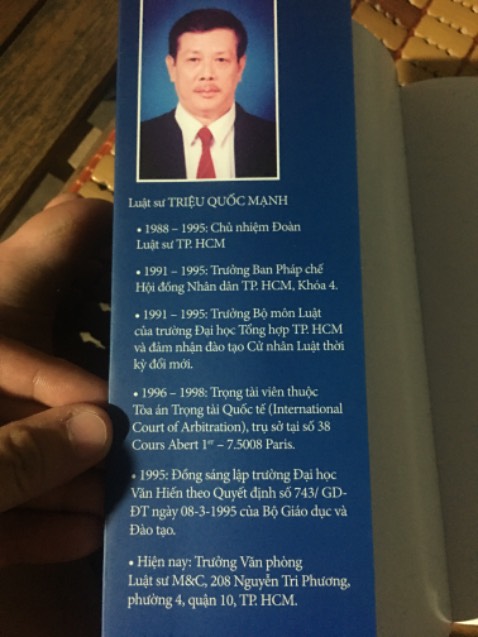 Luật sư TRIỆU QUỐC MẠNH
• 1988 – 1995: Chủ nhiệm Đoàn
Luật sư TP. HCM
• 1991 – 1995: Trưởng Ban Pháp chế
Hội đồng Nhân dân TP. HCM, Khóa 4.
• 1991 – 1995: Trưởng Bộ môn Luật
của trường Đại học Tổng hợp TP. HCM
và đảm nhận đào tạo Cử nhân Luật thời
kỳ đổi mới.
• 1996 – 1998: Trọng tài viên thuộc
Tòa án Trọng tài Quốc tế (International
Court of Arbitration), trụ sở tại số 38
Cours Abert 1er – 7.5008 Paris.
• 1995: Đồng sáng lập trường Đại học
Văn Hiến theo Quyết định số 743/ GD-
ĐT ngày 08-3-1995 của Bộ Giáo dục và
Đào tạo.
• Hiện nay: Trưởng Văn phòng
Luật sư M&C, 208 Nguyễn Tri Phương,
phường 4, quận 10, TP. HCM.